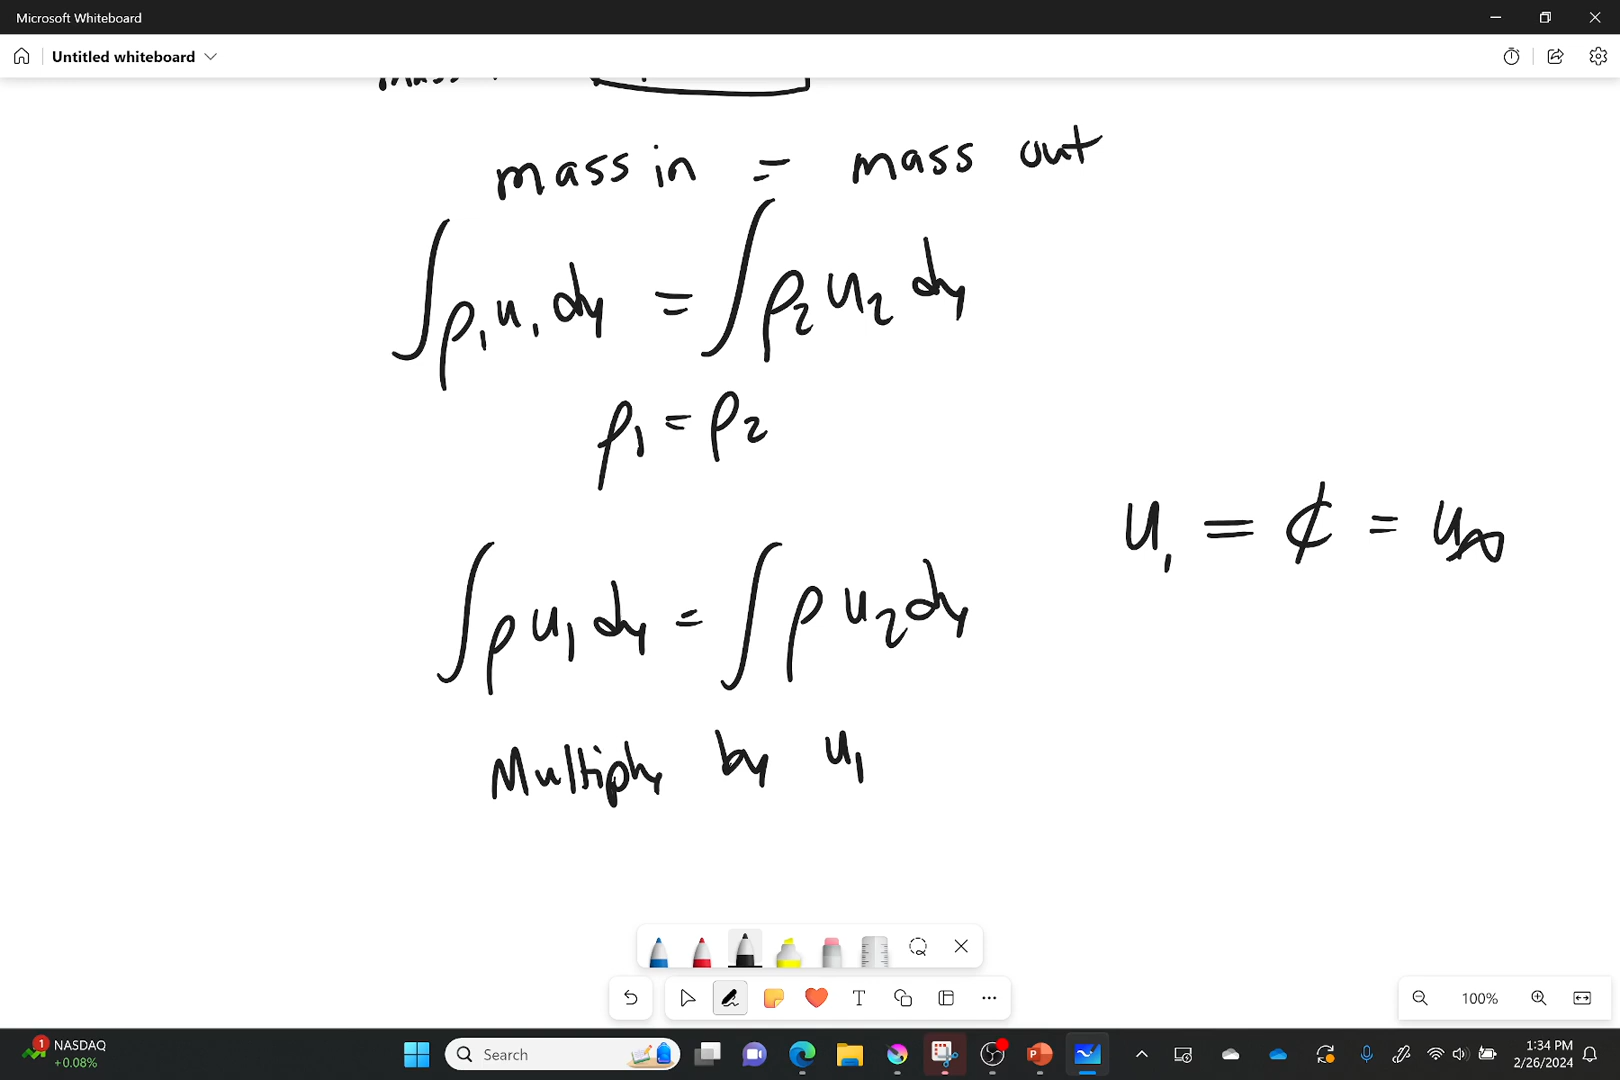 Microsoft Whiteboard
Untitled whiteboard
mass in = mass out
∫ρ₁u₁dy = ∫ρ₂u₂dy
ρ₁ = ρ₂
u₁ = ₵ = u∞
∫ρu₁dy = ∫ρu₂dy
Multiply by u₁
T
100%
1
NASDAQ
+0.08%
Search
1:34 PM
2/26/2024